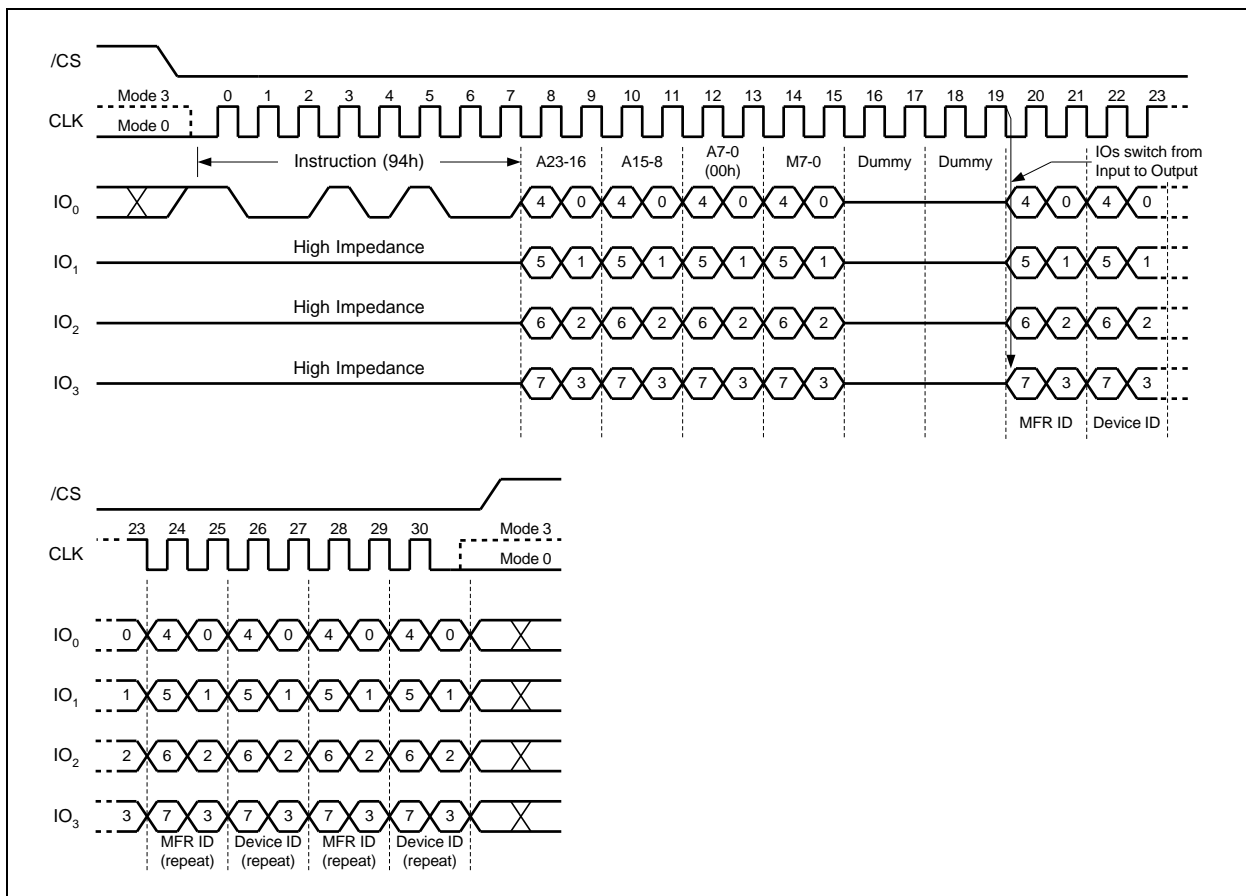 /CS
Mode 3
0 1 2 3 4 5 6 7 8 9 10 11 12 13 14 15 16 17 18 19 20 21 22 23
CLK
Mode 0
Instruction (94h)
A23-16
A15-8
A7-0
(00h)
M7-0
Dummy
Dummy
IOs switch from
Input to Output
IO0
4 0 4 0 4 0 4 0 4 0 4 0
High Impedance
IO1
5 1 5 1 5 1 5 1 5 1 5 1
High Impedance
IO2
6 2 6 2 6 2 6 2 6 2 6 2
High Impedance
IO3
7 3 7 3 7 3 7 3 7 3 7 3
MFR ID
Device ID
/CS
23 24 25 26 27 28 29 30
Mode 3
CLK
Mode 0
IO0
0 4 0 4 0 4 0 4 0
IO1
1 5 1 5 1 5 1 5 1
IO2
2 6 2 6 2 6 2 6 2
IO3
3 7 3 7 3 7 3 7 3
MFR ID
(repeat)
Device ID
(repeat)
MFR ID
(repeat)
Device ID
(repeat)